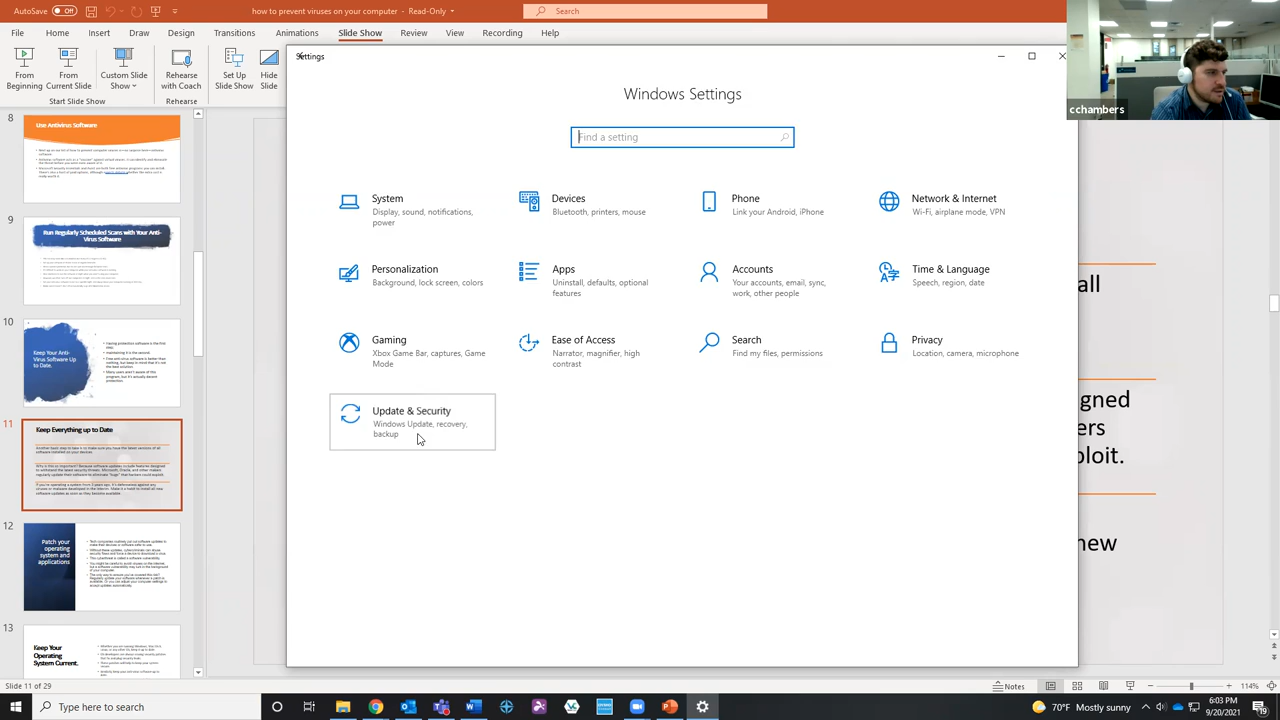 AutoSave Off
how to prevent viruses on your computer - Read-Only
Search
File Home Insert Draw Design Transitions Animations Slide Show Review View Recording Help
From Beginning
From Current Slide
Custom Slide Show
Rehearse with Coach
Set Up Slide Show
Hide Slide
Start Slide Show
Rehearse
cchambers
Settings
Windows Settings
Find a setting
System
Display, sound, notifications,
power
Devices
Bluetooth, printers, mouse
Phone
Link your Android, iPhone
Network & Internet
Wi-Fi, airplane mode, VPN
Personalization
Background, lock screen, colors
Apps
Uninstall, defaults, optional
features
Accounts
Your accounts, email, sync,
work, other people
Time & Language
Speech, region, date
Gaming
Xbox Game Bar, captures, Game
Mode
Ease of Access
Narrator, magnifier, high
contrast
Search
Find my files, permissions
Privacy
Location, camera, microphone
Update & Security
Windows Update, recovery,
backup
8
Use Antivirus Software
9
Run Regularly Scheduled Scans with Your Anti-
Virus Software
10
Keep Your Anti-
Virus Software Up
To Date.
11
Keep Everything up to Date
12
Patch your
operating
system and
applications
13
Keep Your
Operating
System Current.
all
gned
ers
ploit.
new
Slide 11 of 29
Notes
114%
Type here to search
70°F Mostly sunny
6:03 PM
9/20/2021
19